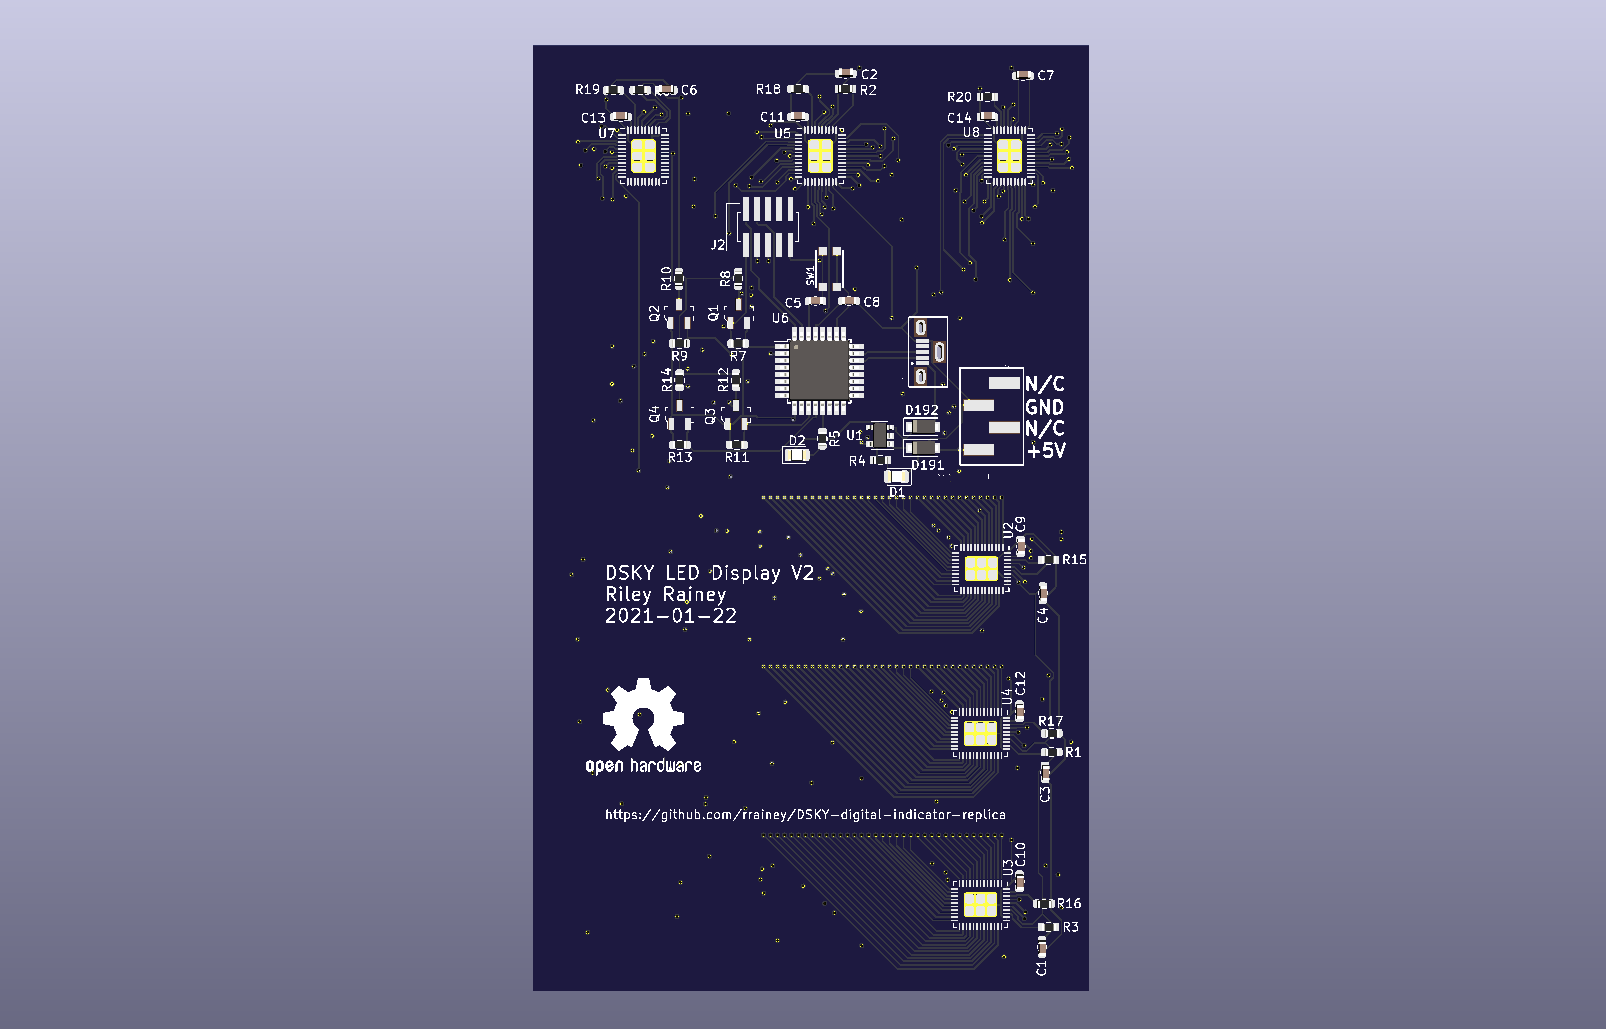 C2
C7
R19
C6
R18
R2
R20
C13
C11
C14
U7
U5
U8
J2
R10
R8
SW1
C5
C8
Q2
Q1
U6
R9
R7
R14
R12
N/C
GND
N/C
+5V
Q4
Q3
D192
U1
R5
D2
R13
R11
R4
D191
D1
U2
C9
R15
DSKY LED Display V2
Riley Rainey
2021-01-22
C4
C12
U4
R17
R1
open hardware
C3
https://github.com/rrainey/DSKY-digital-indicator-replica
C10
U3
R16
R3
C1